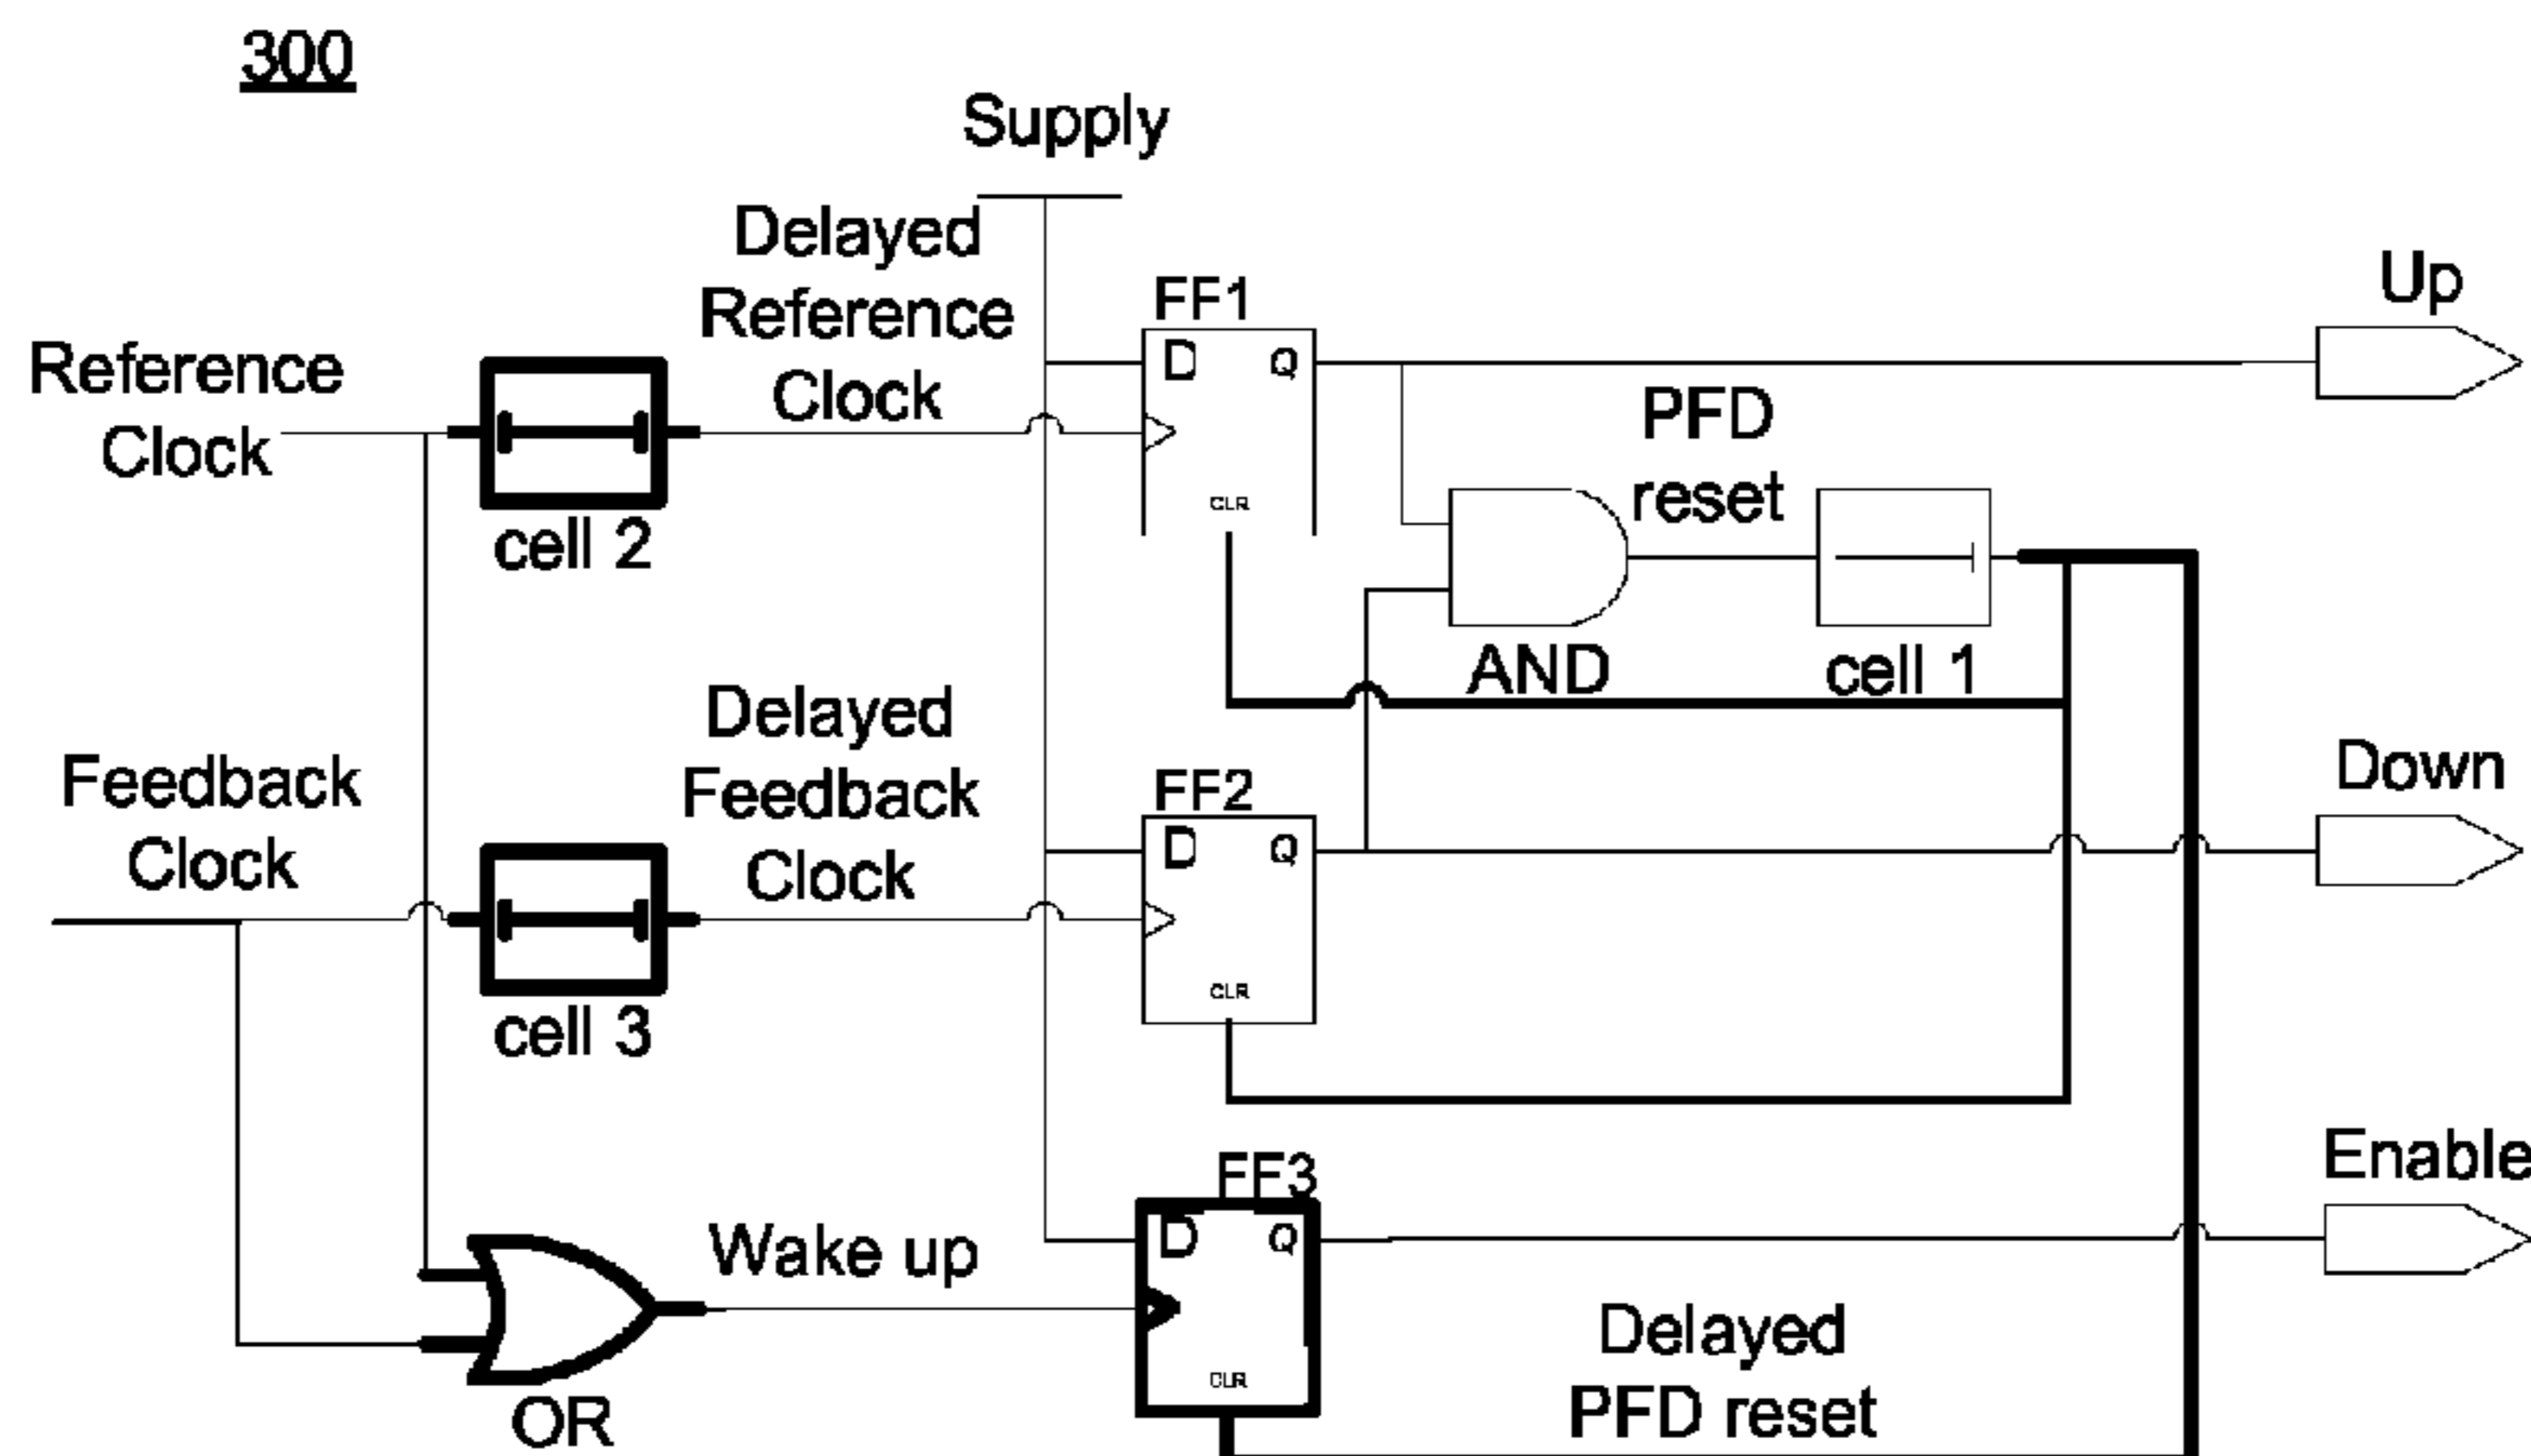 300
Supply
Delayed
Reference
Clock
Reference
Clock
cell 2
FF1
D Q
CLR
Up
PFD
reset
AND
cell 1
Feedback
Clock
Delayed
Feedback
Clock
cell 3
FF2
D Q
CLR
Down
Enable
FF3
D Q
CLR
Wake up
OR
Delayed
PFD reset